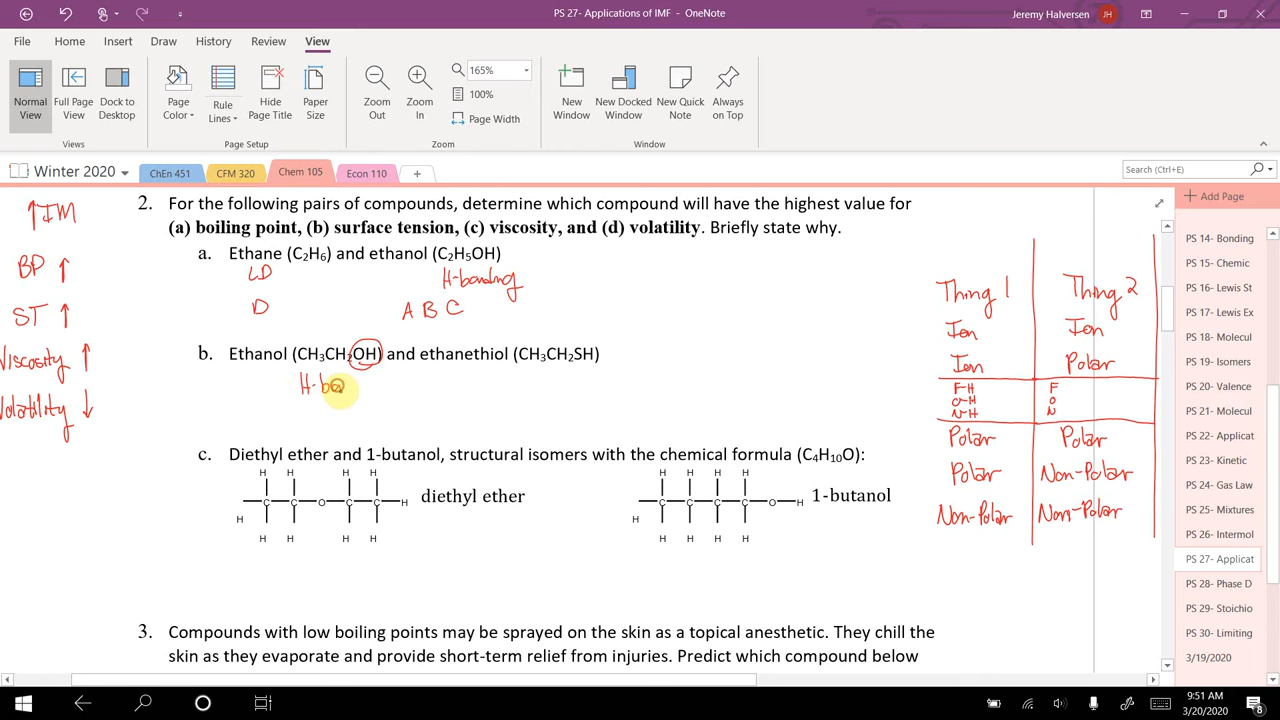 PS 27- Applications of IMF - OneNote
Jeremy Halversen JH
File Home Insert Draw History Review View
165%
100%
Page Width
Normal View
Full Page View
Dock to Desktop
Page Color
Rule Lines
Hide Page Title
Paper Size
Zoom Out
Zoom In
New Window
New Docked Window
New Quick Note
Always on Top
Views Page Setup Zoom Window
Winter 2020 ChEn 451 CFM 320 Chem 105 Econ 110 +
Search (Ctrl+E)
Add Page
PS 14- Bonding
PS 15- Chemic
PS 16- Lewis St
PS 17- Lewis Ex
PS 18- Molecul
PS 19- Isomers
PS 20- Valence
PS 21- Molecul
PS 22- Applicat
PS 23- Kinetic
PS 24- Gas Law
PS 25- Mixtures
PS 26- Intermol
PS 27- Applicat
PS 28- Phase D
PS 29- Stoichio
PS 30- Limiting
3/19/2020
↑IM
BP ↑
ST ↑
Viscosity ↑
Volatility ↓
2. For the following pairs of compounds, determine which compound will have the highest value for
(a) boiling point, (b) surface tension, (c) viscosity, and (d) volatility. Briefly state why.
a. Ethane (C₂H₆) and ethanol (C₂H₅OH)
LD H-bonding
D A B C
b. Ethanol (CH₃CH₂OH) and ethanethiol (CH₃CH₂SH)
H-bo
c. Diethyl ether and 1-butanol, structural isomers with the chemical formula (C₄H₁₀O):
H H H H H H H H
C C O C C H diethyl ether C C C C O H 1-butanol
H H
H H H H H H H H
3. Compounds with low boiling points may be sprayed on the skin as a topical anesthetic. They chill the
skin as they evaporate and provide short-term relief from injuries. Predict which compound below
Thing 1 Thing 2
Ion Ion
Ion Polar
F-H F
O-H O
N-H N
Polar Polar
Polar Non-Polar
Non-Polar Non-Polar
9:51 AM
3/20/2020
8